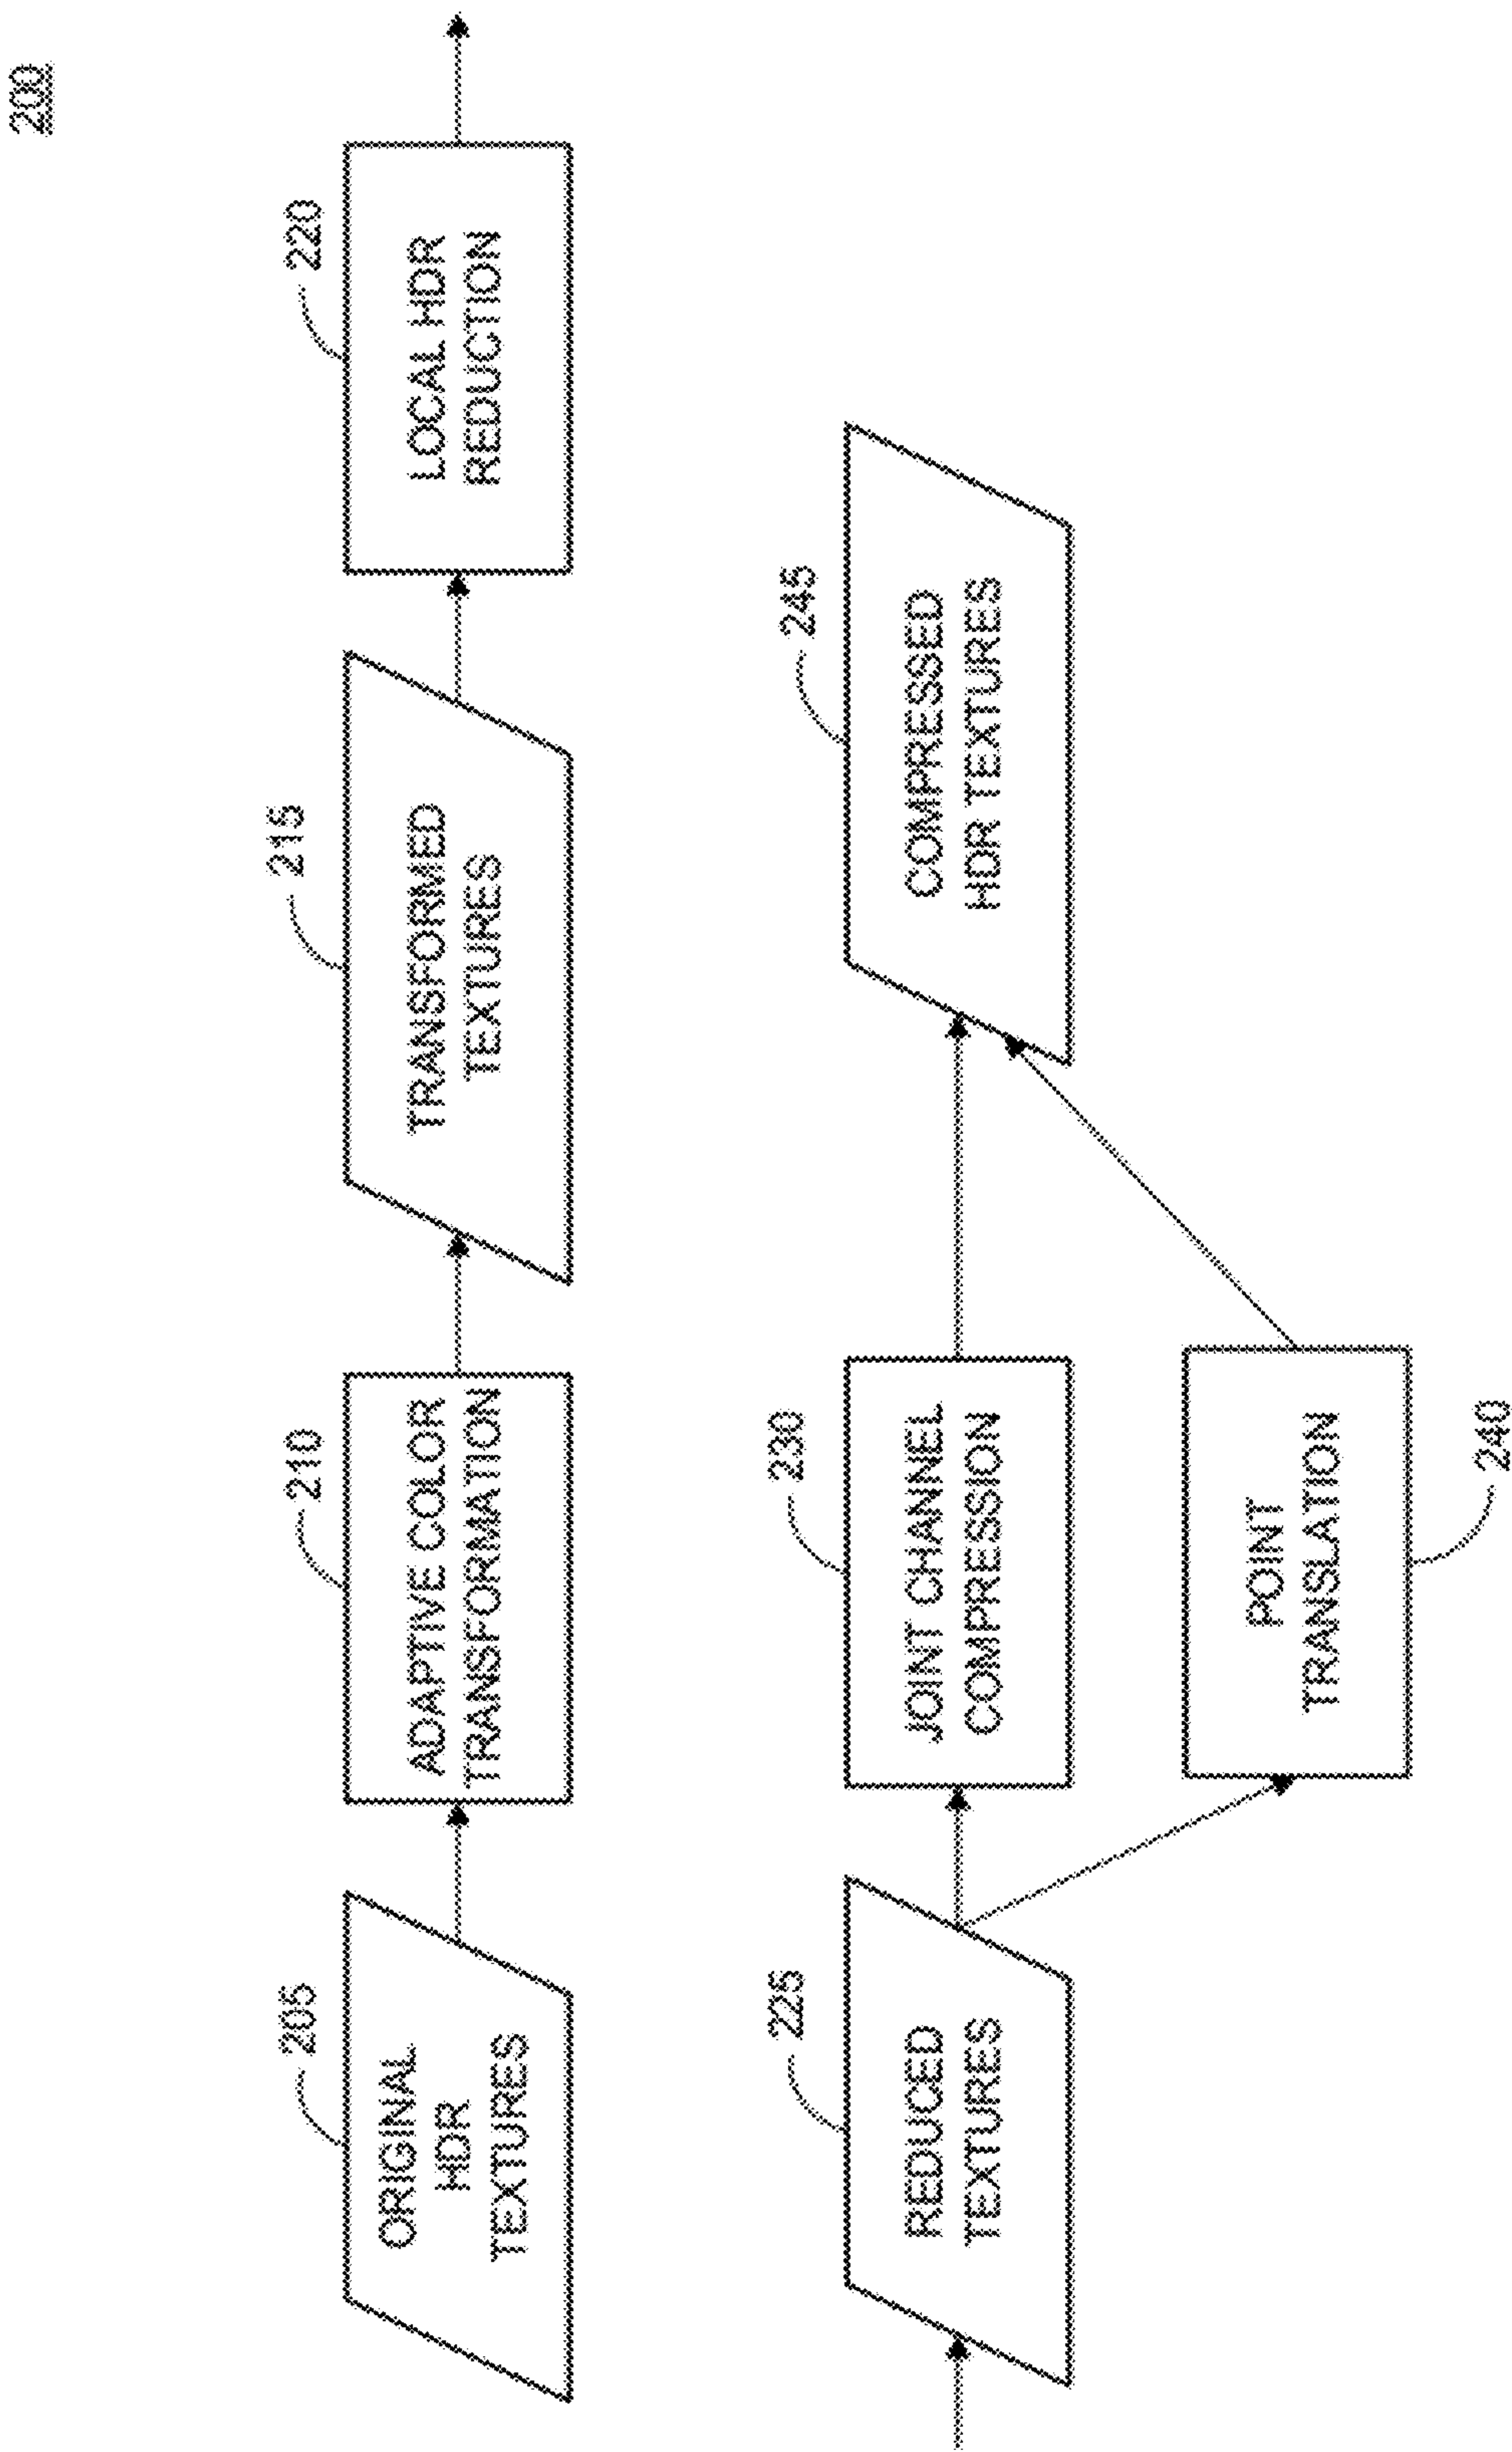 200
205
ORIGINAL
HDR
TEXTURES
210
ADAPTIVE COLOR
TRANSFORMATION
215
TRANSFORMED
TEXTURES
220
LOCAL HDR
REDUCTION
225
REDUCED
TEXTURES
230
JOINT CHANNEL
COMPRESSION
POINT
TRANSLATION
240
245
COMPRESSED
HDR TEXTURES